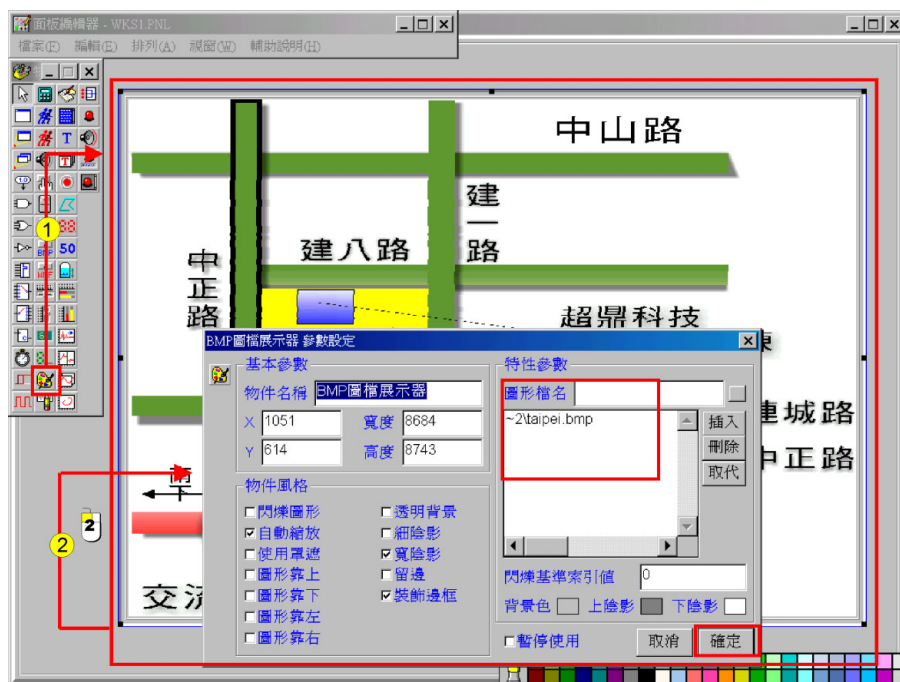 面板編輯器 - WKS1.PNL
檔案(F) 編輯(E) 排列(A) 視窗(W) 輔助說明(H)
中山路
建一路
建八路
中正路
超鼎科技
BMP圖檔展示器 參數設定
基本參數
物件名稱 BMP圖檔展示器
X 1051 寬度 8684
Y 614 高度 8743
物件風格
閃爍圖形 透明背景
自動縮放 細陰影
使用罩遮 寬陰影
圖形靠上 留邊
圖形靠下 裝飾邊框
圖形靠左
圖形靠右
特性參數
圖形檔名
~2\taipei.bmp
插入
刪除
取代
閃爍基準索引值 0
背景色 上陰影 下陰影
暫停使用 取消 確定
建城路
中正路
南下
交流
1
2
2
50